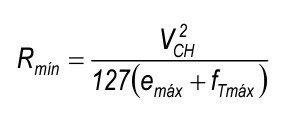 R_mín = V_CH^2 / 127(e_máx + f_Tmáx)